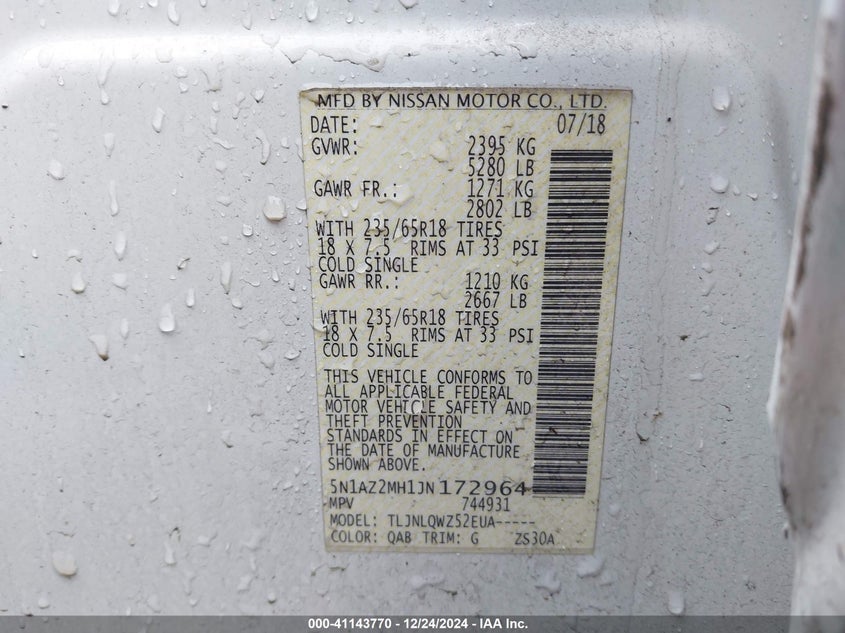 MFD BY NISSAN MOTOR CO., LTD.
DATE: 07/18
GVWR: 2395 KG
5280 LB
GAWR FR.: 1271 KG
2802 LB
WITH 235/65R18 TIRES
18 X 7.5 RIMS AT 33 PSI
COLD SINGLE
GAWR RR.: 1210 KG
2667 LB
WITH 235/65R18 TIRES
18 X 7.5 RIMS AT 33 PSI
COLD SINGLE
THIS VEHICLE CONFORMS TO
ALL APPLICABLE FEDERAL
MOTOR VEHICLE SAFETY AND
THEFT PREVENTION
STANDARDS IN EFFECT ON
THE DATE OF MANUFACTURE
SHOWN ABOVE.
5N1AZ2MH1JN172964
MPV 744931
MODEL: TLJNLQWZ52EUA-----
COLOR: QAB TRIM: G ZS30A
000-41143770 - 12/24/2024 - IAA Inc.